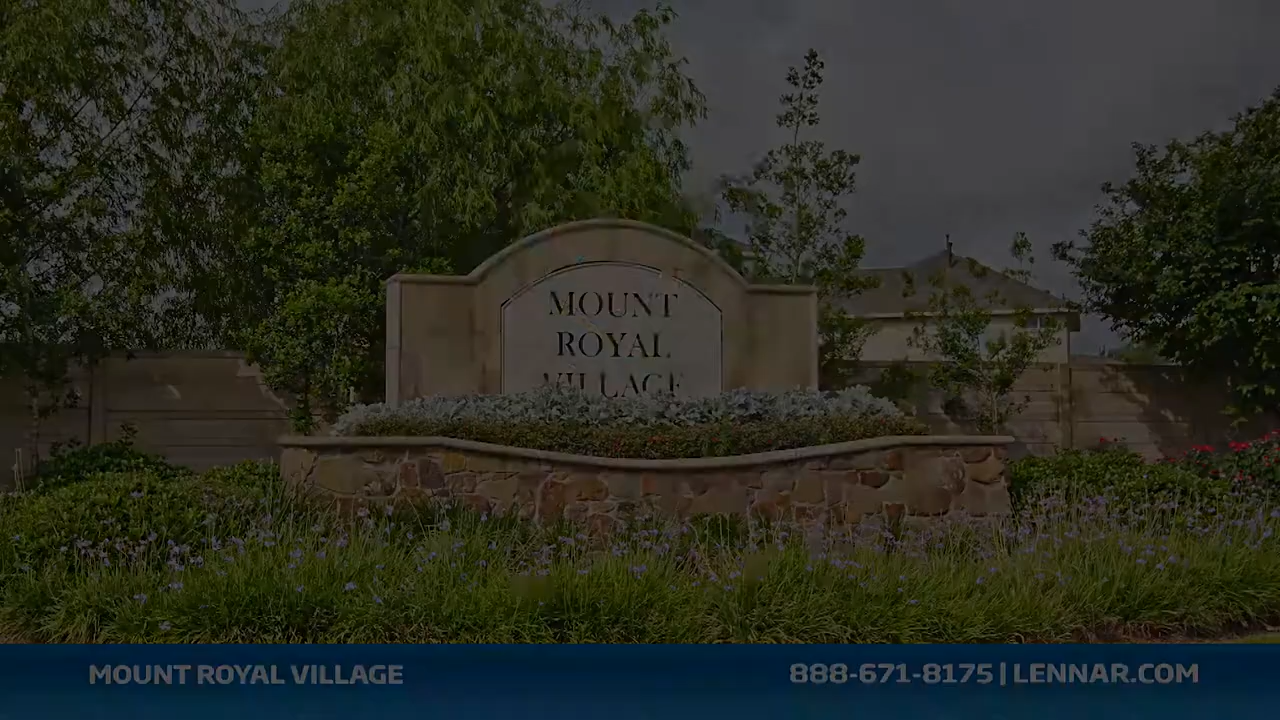 MOUNT
ROYAL
VILLAGE
MOUNT ROYAL VILLAGE
888-671-8175 | LENNAR.COM